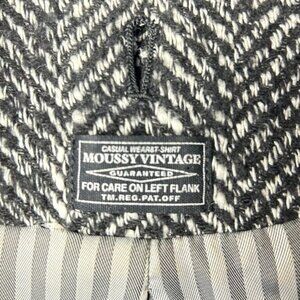 CASUAL WEAR&T-SHIRT
MOUSSY VINTAGE
GUARANTEED
FOR CARE ON LEFT FLANK
TM.REG.PAT.OFF